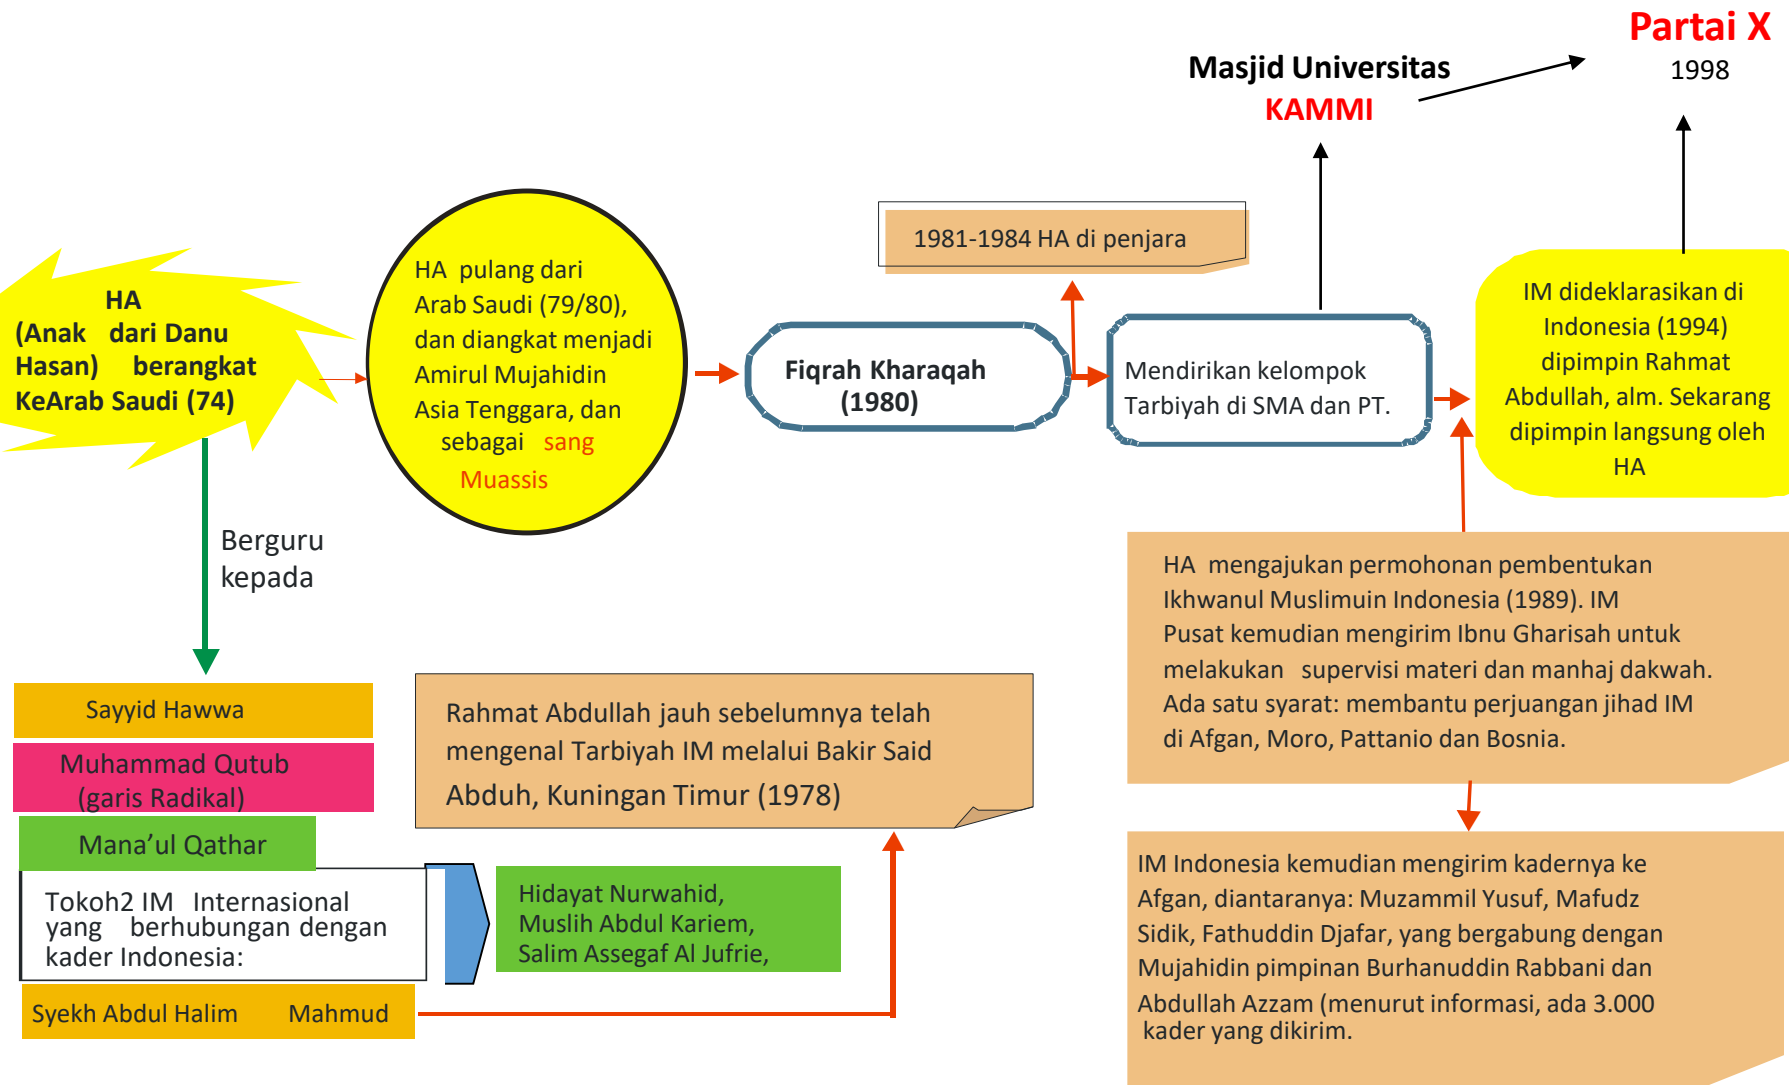 Partai X
1998
Masjid Universitas
KAMMI
HA
(Anak dari Danu
Hasan) berangkat
KeArab Saudi (74)
HA pulang dari
Arab Saudi (79/80),
dan diangkat menjadi
Amirul Mujahidin
Asia Tenggara, dan
sebagai sang
Muassis
Fiqrah Kharaqah
(1980)
1981-1984 HA di penjara
Mendirikan kelompok
Tarbiyah di SMA dan PT.
IM dideklarasikan di
Indonesia (1994)
dipimpin Rahmat
Abdullah, alm. Sekarang
dipimpin langsung oleh
HA
Berguru
kepada
HA mengajukan permohonan pembentukan
Ikhwanul Muslimuin Indonesia (1989). IM
Pusat kemudian mengirim Ibnu Gharisah untuk
melakukan supervisi materi dan manhaj dakwah.
Ada satu syarat: membantu perjuangan jihad IM
di Afgan, Moro, Pattanio dan Bosnia.
Sayyid Hawwa
Muhammad Qutub
(garis Radikal)
Mana’ul Qathar
Tokoh2 IM Internasional
yang berhubungan dengan
kader Indonesia:
Syekh Abdul Halim Mahmud
Rahmat Abdullah jauh sebelumnya telah
mengenal Tarbiyah IM melalui Bakir Said
Abduh, Kuningan Timur (1978)
Hidayat Nurwahid,
Muslih Abdul Kariem,
Salim Assegaf Al Jufrie,
IM Indonesia kemudian mengirim kadernya ke
Afgan, diantaranya: Muzammil Yusuf, Mafudz
Sidik, Fathuddin Djafar, yang bergabung dengan
Mujahidin pimpinan Burhanuddin Rabbani dan
Abdullah Azzam (menurut informasi, ada 3.000
kader yang dikirim.